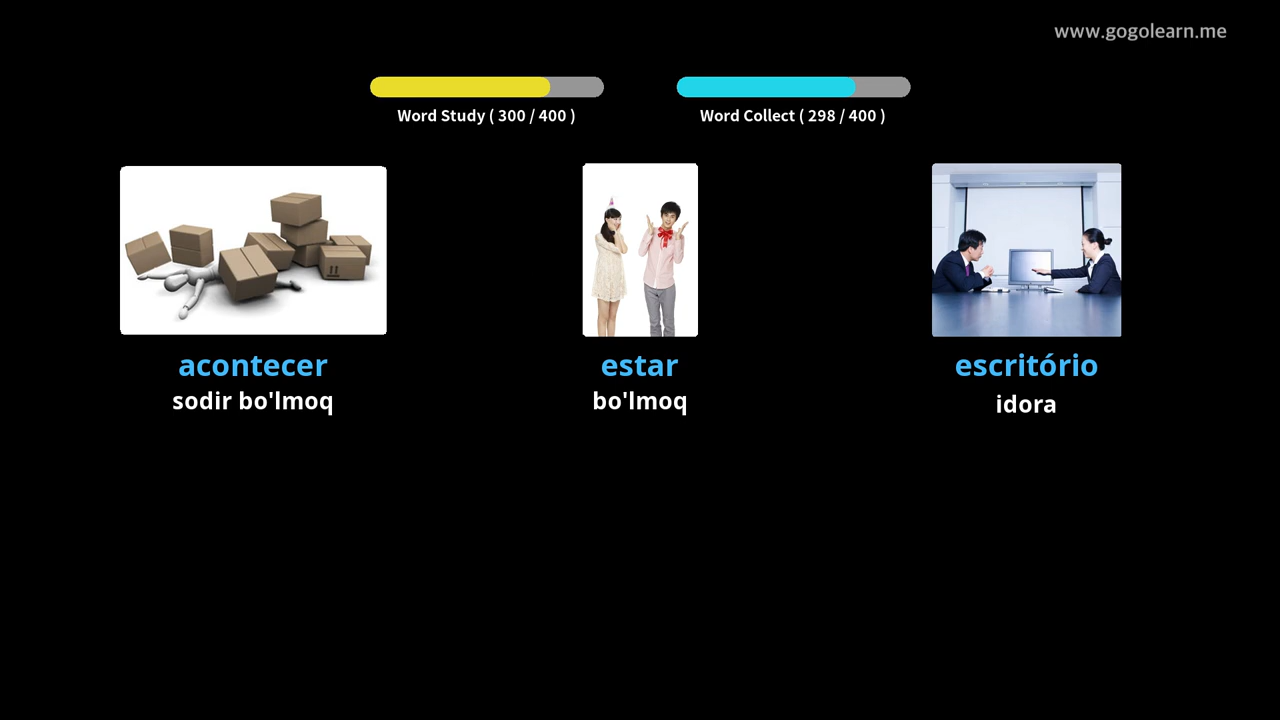 www.gogolearn.me
Word Study ( 300 / 400 )
Word Collect ( 298 / 400 )
acontecer
sodir bo'lmoq
estar
bo'lmoq
escritório
idora